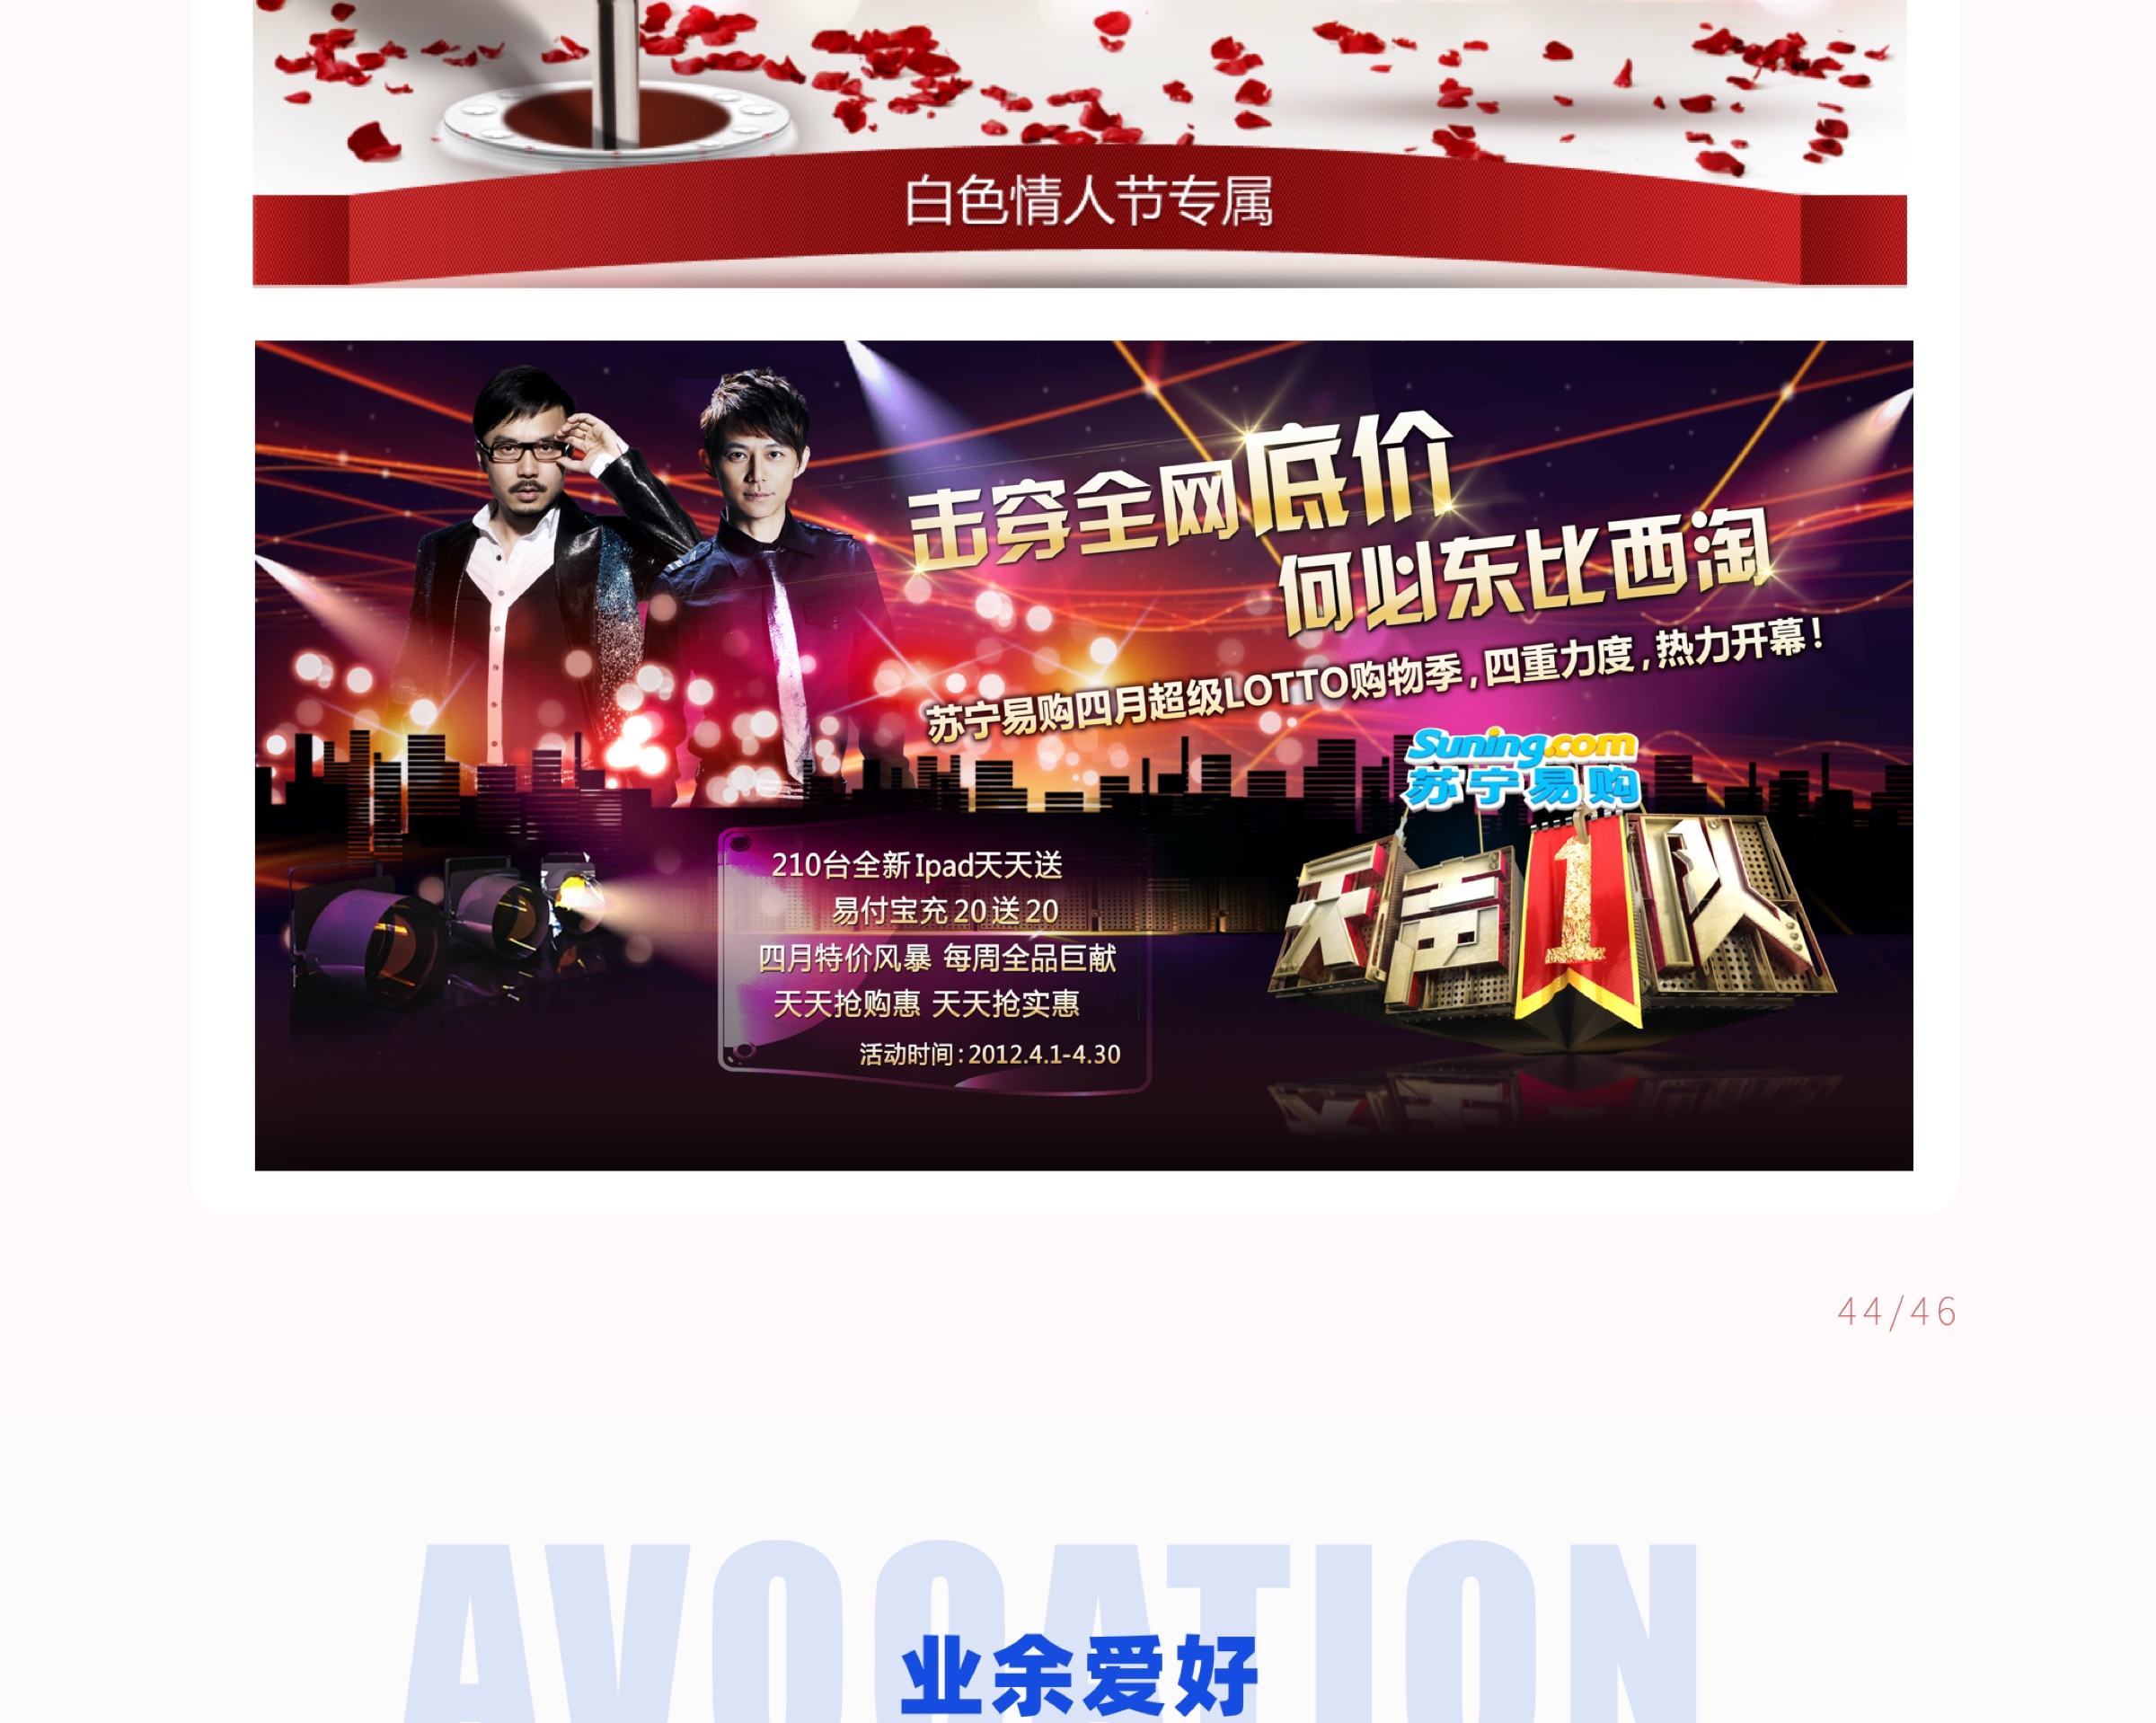 白色情人节专属
击穿全网底价
何必东比西淘
苏宁易购四月超级LOTTO购物季,四重力度,热力开幕!
Suning.com
苏宁易购
天声1队
210台全新Ipad天天送
易付宝充20送20
四月特价风暴 每周全品巨献
天天抢购惠 天天抢实惠
活动时间:2012.4.1-4.30
44/46
AVOCATION
业余爱好